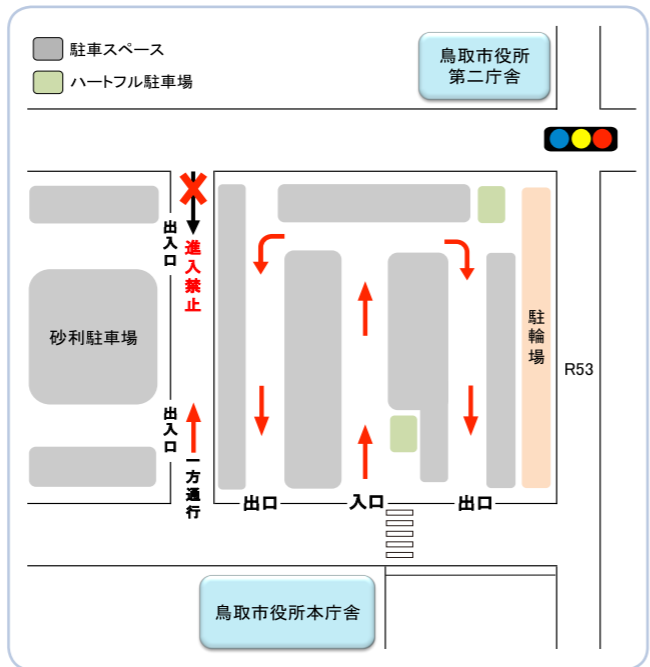 駐車スペース
ハートフル駐車場
鳥取市役所
第二庁舎
出入口
進入禁止
砂利駐車場
駐輪場
R53
出入口
一方通行
出口
入口
出口
鳥取市役所本庁舎